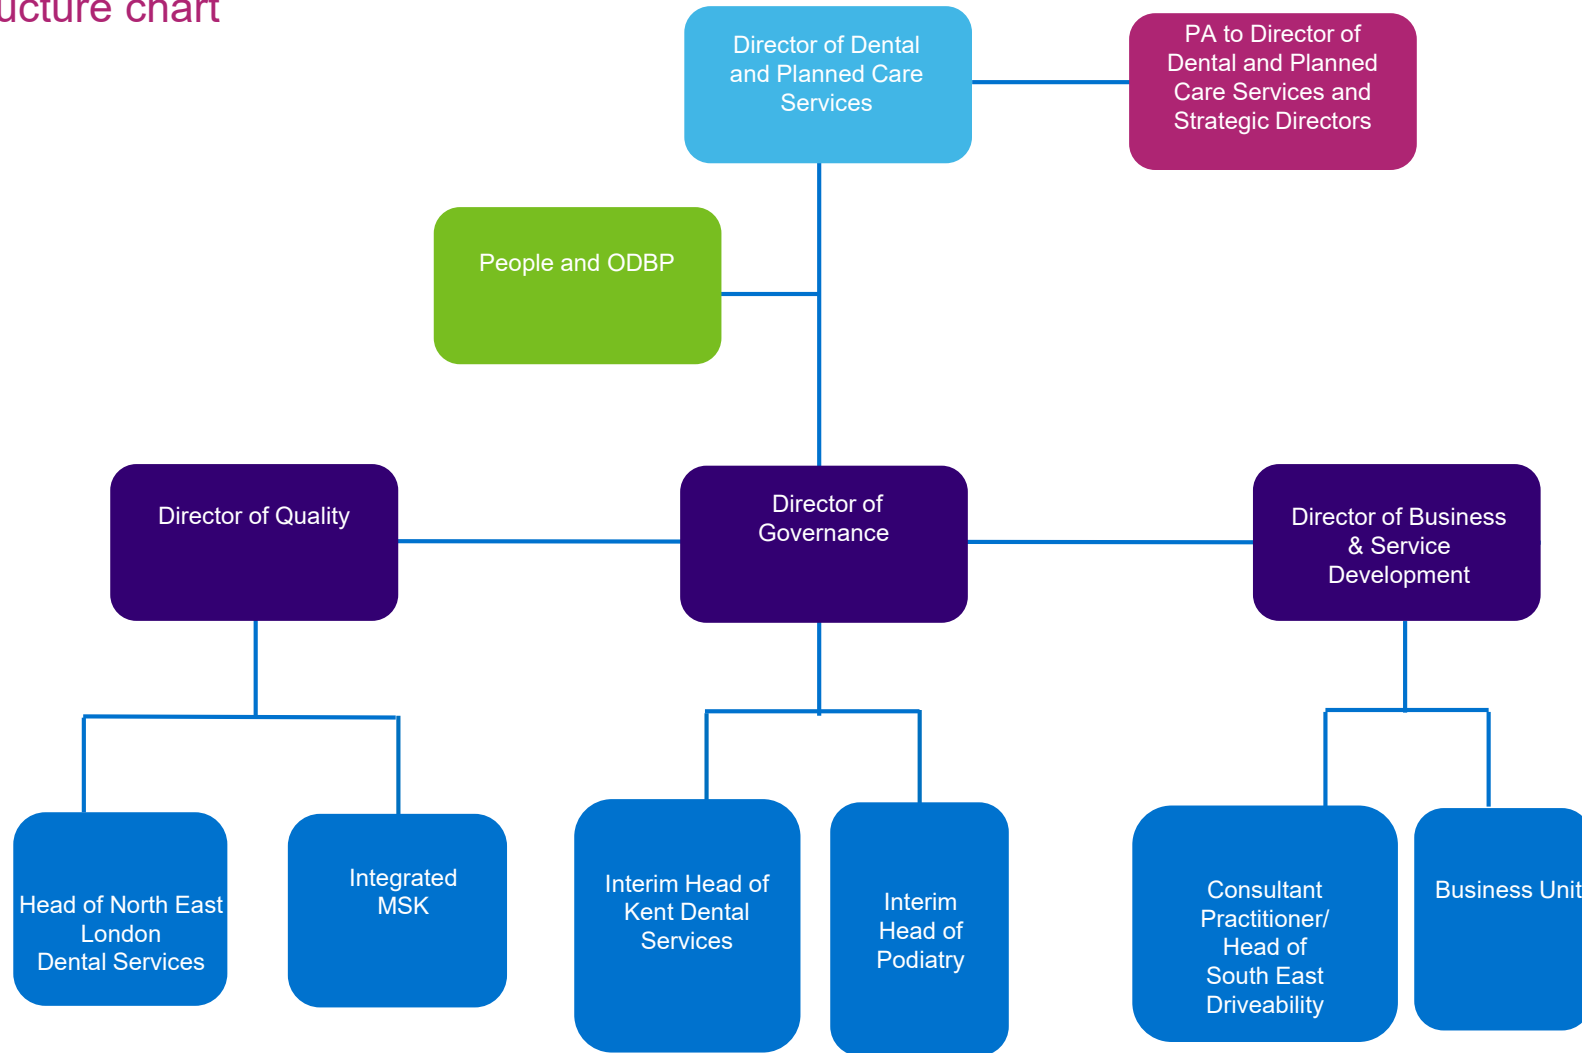 ucture chart
Director of Dental
and Planned Care
Services
PA to Director of
Dental and Planned
Care Services and
Strategic Directors
People and ODBP
Director of Quality
Director of
Governance
Director of Business
& Service
Development
Head of North East
London
Dental Services
Integrated
MSK
Interim Head of
Kent Dental
Services
Interim
Head of
Podiatry
Consultant
Practitioner/
Head of
South East
Driveability
Business Unit